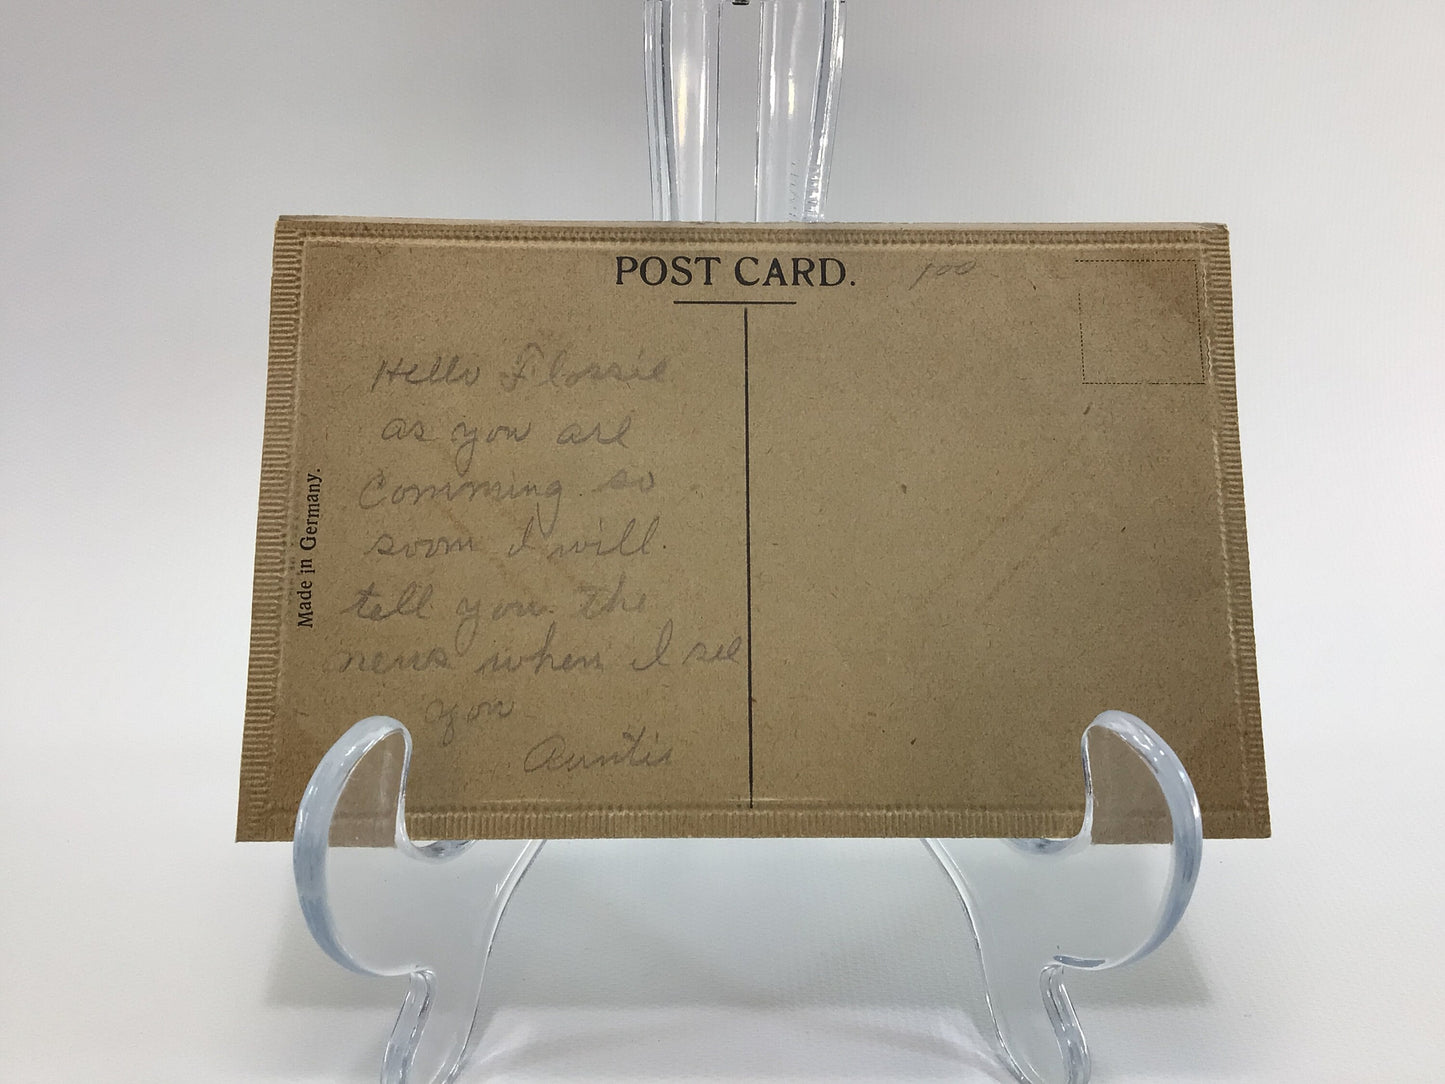 POST CARD.
100
Hello Flossie
as you are
Comming so
soon I will
tell you the
news when I see
you
Auntie
Made in Germany.